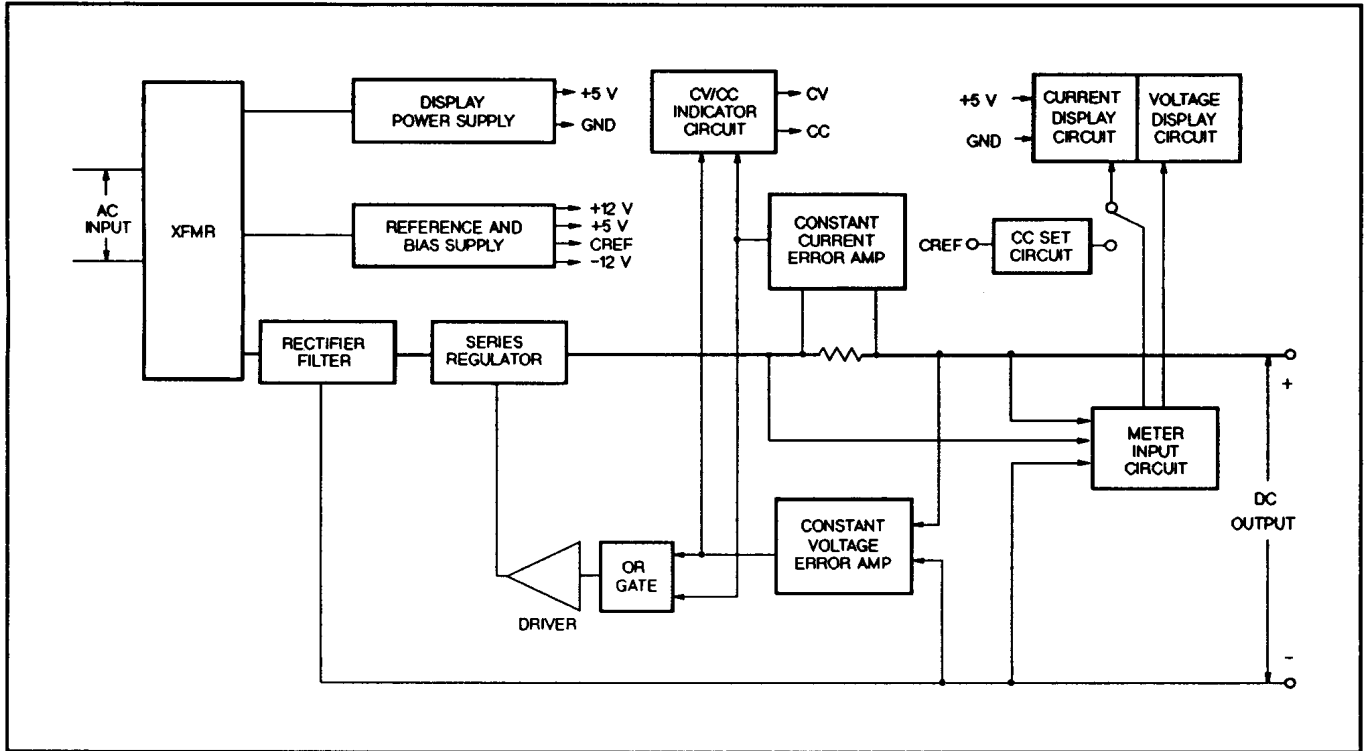 AC
INPUT
XFMR
DISPLAY
POWER SUPPLY
+5 V
GND
REFERENCE AND
BIAS SUPPLY
+12 V
+5 V
CREF
-12 V
RECTIFIER
FILTER
SERIES
REGULATOR
CV/CC
INDICATOR
CIRCUIT
CV
CC
CONSTANT
CURRENT
ERROR AMP
+5 V
GND
CURRENT
DISPLAY
CIRCUIT
VOLTAGE
DISPLAY
CIRCUIT
CREF
CC SET
CIRCUIT
METER
INPUT
CIRCUIT
+
DC
OUTPUT
-
CONSTANT
VOLTAGE
ERROR AMP
OR
GATE
DRIVER